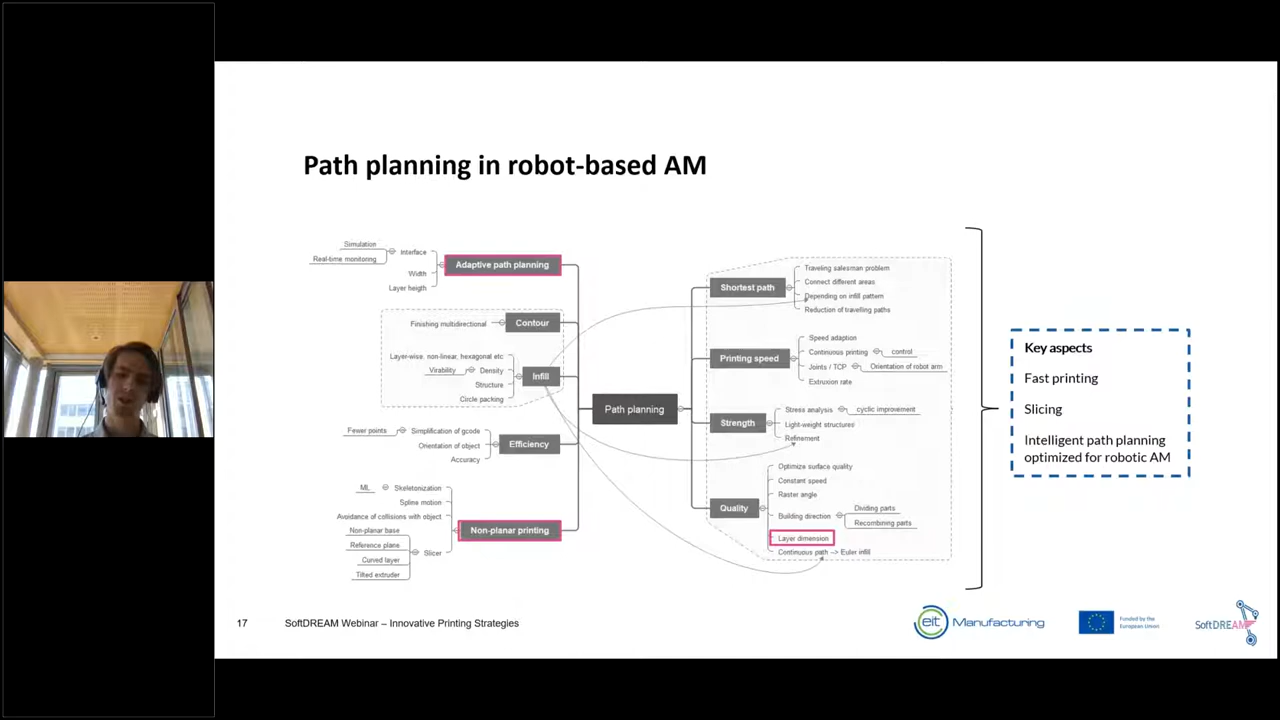 Path planning in robot-based AM
Simulation
Real-time monitoring
Interface
Width
Layer heigth
Adaptive path planning
Finishing multidirectional
Contour
Layer-wise. non-linear, hexagonal etc
Virability
Density
Structure
Circle packing
Infill
Fewer points
Simplification of gcode
Orientation of object
Accuracy
Efficiency
ML
Skeletonization
Spline motion
Avoidance of collisions with object
Non-planar base
Reference plane
Curved layer
Tilted extruder
Slicer
Non-planar printing
Path planning
Shortest path
Traveling salesman problem
Connect different areas
Depending on infill pattern
Reduction of travelling paths
Printing speed
Speed adaption
Continuous printing
control
Joints / TCP
Orientation of robot arm
Extruxion rate
Strength
Stress analysis
cyclic improvement
Light-weight structures
Refinement
Quality
Optimize surface quality
Constant speed
Raster angle
Building direction
Dividing parts
Recombining parts
Layer dimension
Continuous path --> Euler infill
Key aspects
Fast printing
Slicing
Intelligent path planning
optimized for robotic AM
17
SoftDREAM Webinar – Innovative Printing Strategies
eit Manufacturing
Funded by the
European Union
SoftDREAM